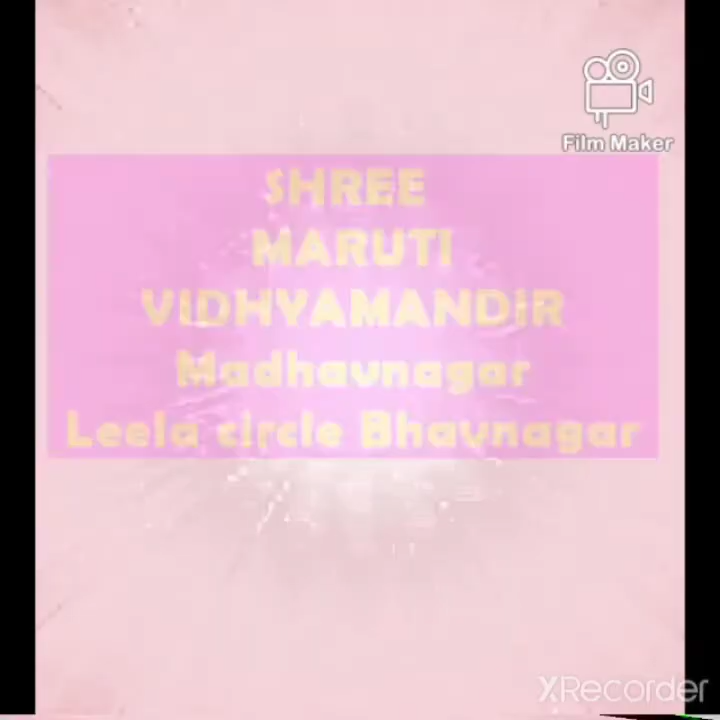 Film Maker
SHREE
MARUTI
VIDHYAMANDIR
Madhavnagar
Leela circle Bhavnagar
XRecorder